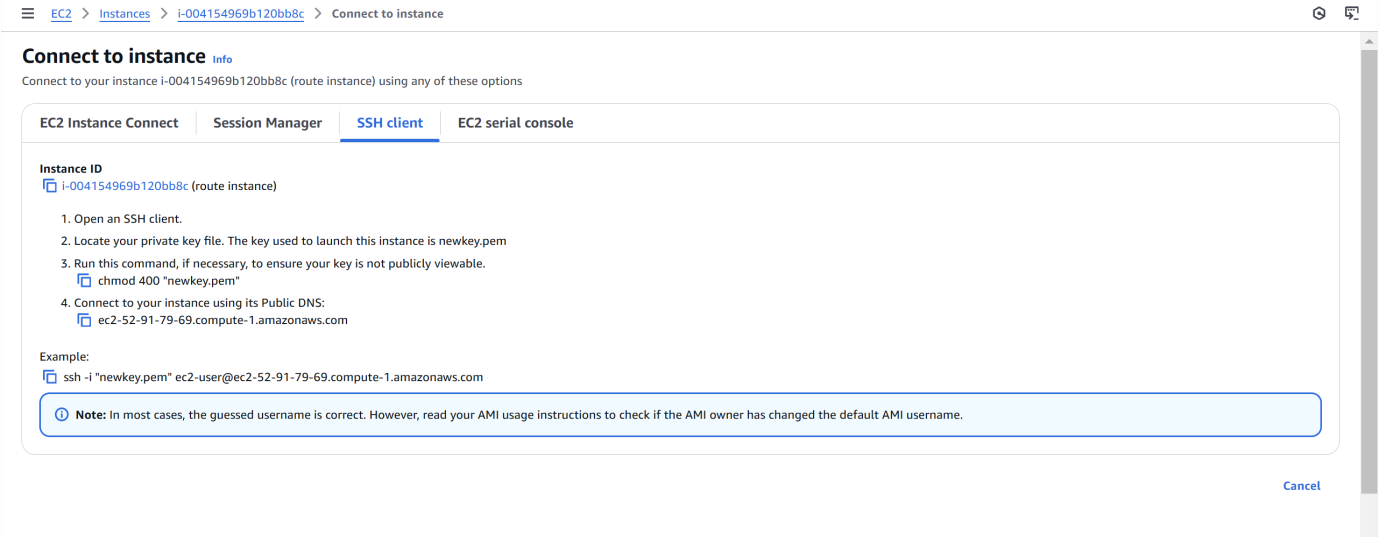 EC2 > Instances > i-004154969b120bb8c > Connect to instance
Connect to instance Info
Connect to your instance i-004154969b120bb8c (route instance) using any of these options
EC2 Instance Connect Session Manager SSH client EC2 serial console
Instance ID
i-004154969b120bb8c (route instance)
1. Open an SSH client.
2. Locate your private key file. The key used to launch this instance is newkey.pem
3. Run this command, if necessary, to ensure your key is not publicly viewable.
chmod 400 "newkey.pem"
4. Connect to your instance using its Public DNS:
ec2-52-91-79-69.compute-1.amazonaws.com
Example:
ssh -i "newkey.pem" ec2-user@ec2-52-91-79-69.compute-1.amazonaws.com
Note: In most cases, the guessed username is correct. However, read your AMI usage instructions to check if the AMI owner has changed the default AMI username.
Cancel